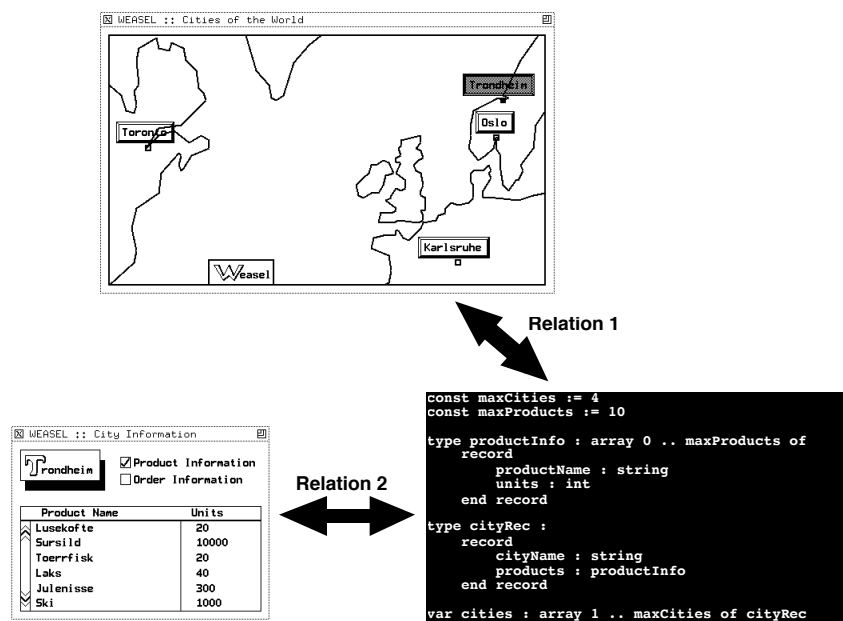 WEASEL :: Cities of the World
Trondheim
Toronto
Oslo
Karlsruhe
Weasel
Relation 1
const maxCities := 4
const maxProducts := 10
type productInfo : array 0 .. maxProducts of
record
productName : string
units : int
end record
type cityRec :
record
cityName : string
products : productInfo
end record
var cities : array 1 .. maxCities of cityRec
Relation 2
WEASEL :: City Information
Trondheim
Product Information
Order Information
Product Name Units
Lusekofte 20
Sursild 10000
Toerrfisk 20
Laks 40
Julenisse 300
Ski 1000